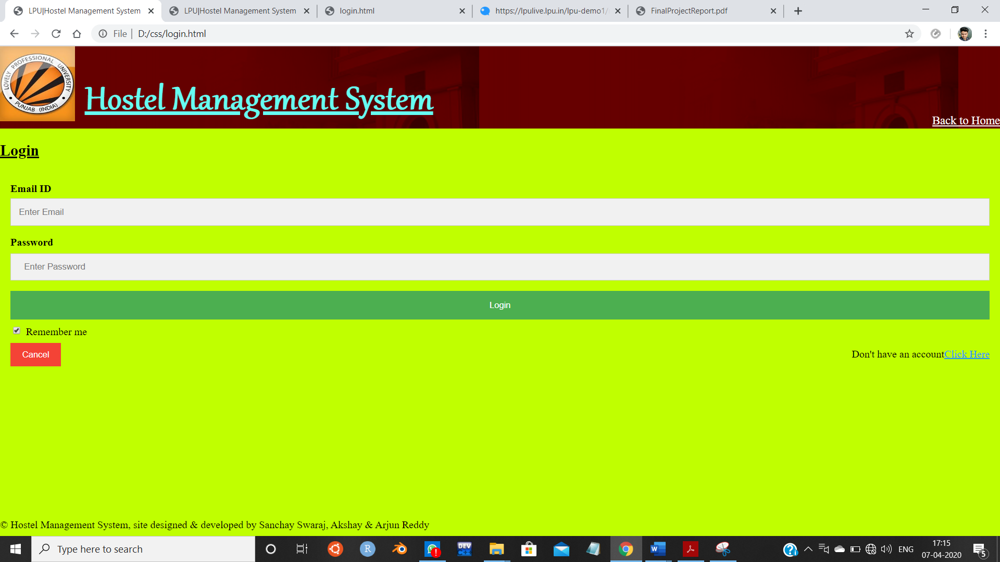 LPU|Hostel Management System
LPU|Hostel Management System
login.html
https://lpulive.lpu.in/lpu-demo1/
FinalProjectReport.pdf
File
D:/css/login.html
LOVELY PROFESSIONAL UNIVERSITY
PUNJAB (INDIA)
Hostel Management System
Back to Home
Login
Email ID
Enter Email
Password
Enter Password
Login
Remember me
Cancel
Don't have an accountClick Here
© Hostel Management System, site designed & developed by Sanchay Swaraj, Akshay & Arjun Reddy
Type here to search
R
DEV
C++
W
ENG
17:15
07-04-2020
5